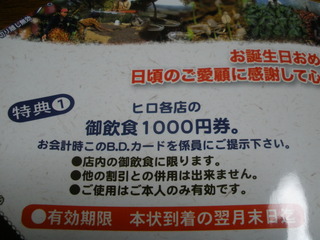 お誕生日おめ
日頃のご愛顧に感謝して心
特典1
ヒロ各店の
御飲食1000円券。
お会計時このB.D.カードを係員にご提示下さい。
●店内の御飲食に限ります。
●他の割引との併用は出来ません。
●ご使用はご本人のみ有効です。
●有効期限 本状到着の翌月末日迄